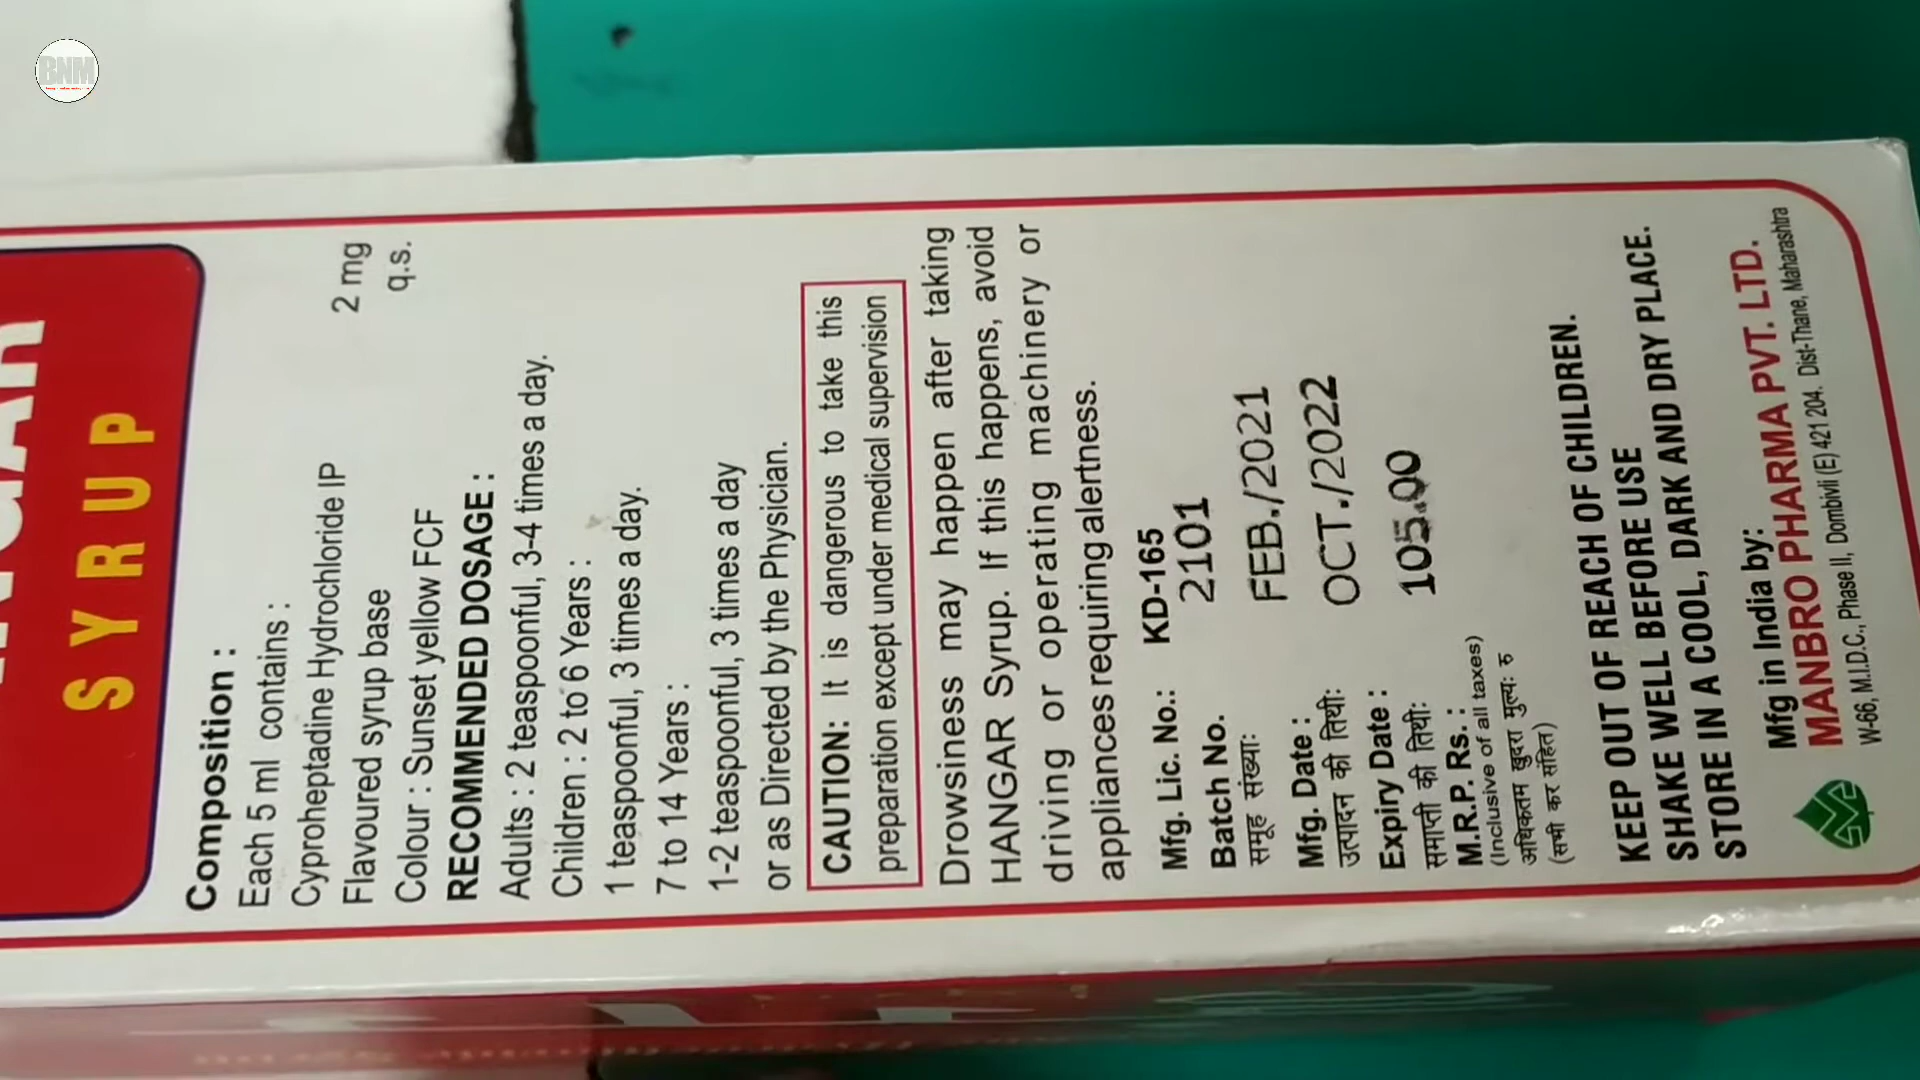 BNM
SYRUP
Composition :
Each 5 ml contains :
Cyproheptadine Hydrochloride IP 2 mg
Flavoured syrup base q.s.
Colour : Sunset yellow FCF
RECOMMENDED DOSAGE :
Adults : 2 teaspoonful, 3-4 times a day.
Children : 2 to 6 Years :
1 teaspoonful, 3 times a day.
7 to 14 Years :
1-2 teaspoonful, 3 times a day
or as Directed by the Physician.
CAUTION: It is dangerous to take this
preparation except under medical supervision
Drowsiness may happen after taking
HANGAR Syrup. If this happens, avoid
driving or operating machinery or
appliances requiring alertness.
Mfg. Lic. No.: KD-165
Batch No. 2101
समूह संख्या:
Mfg. Date : FEB./2021
उत्पादन की तिथी:
Expiry Date : OCT./2022
समाप्ती की तिथी:
M.R.P. Rs. : 105.00
(Inclusive of all taxes)
अधिकतम खुदरा मुल्य: रु
(सभी कर सहित)
KEEP OUT OF REACH OF CHILDREN.
SHAKE WELL BEFORE USE
STORE IN A COOL, DARK AND DRY PLACE.
Mfg in India by:
MANBRO PHARMA PVT. LTD.
W-66, M.I.D.C., Phase II, Dombivli (E) 421 204. Dist-Thane, Maharashtra